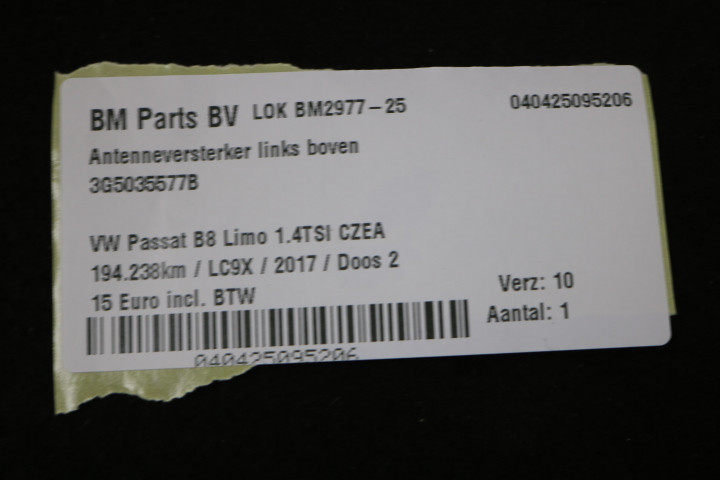 BM Parts BV LOK BM2977-25 040425095206
Antenneversterker links boven
3G5035577B
VW Passat B8 Limo 1.4TSI CZEA
194.238km / LC9X / 2017 / Doos 2
15 Euro incl. BTW
Verz: 10
Aantal: 1
040425095206